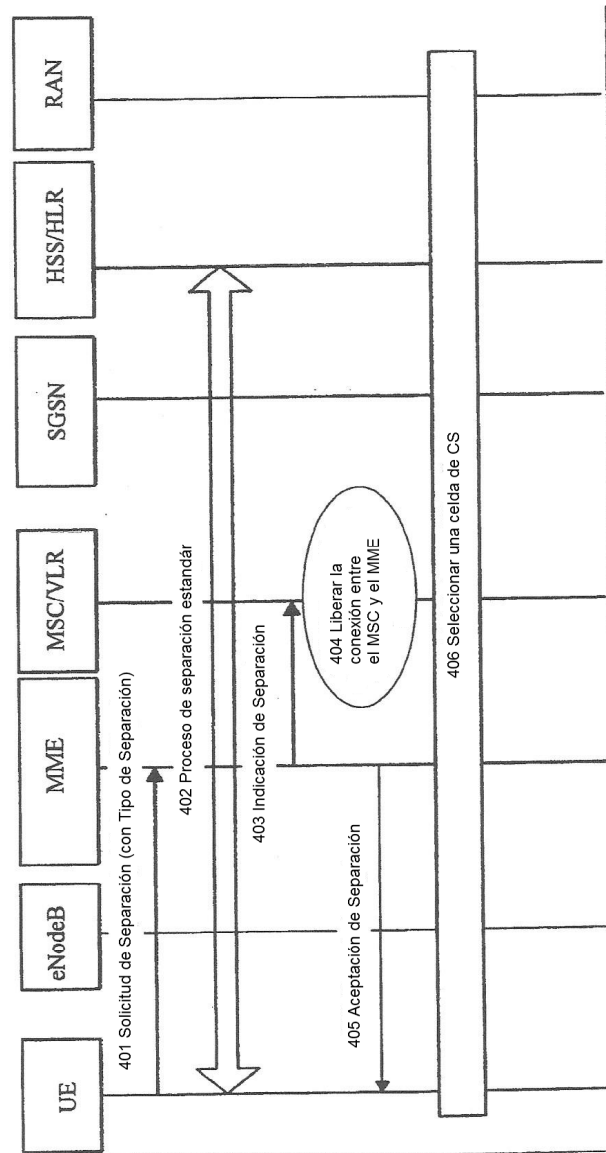 UE
eNodeB
MME
MSC/VLR
SGSN
HSS/HLR
RAN
401 Solicitud de Separación (con Tipo de Separación)
402 Proceso de separación estandár
403 Indicación de Separación
404 Liberar la
conexión entre
el MSC y el MME
405 Aceptación de Separación
406 Seleccionar una celda de CS